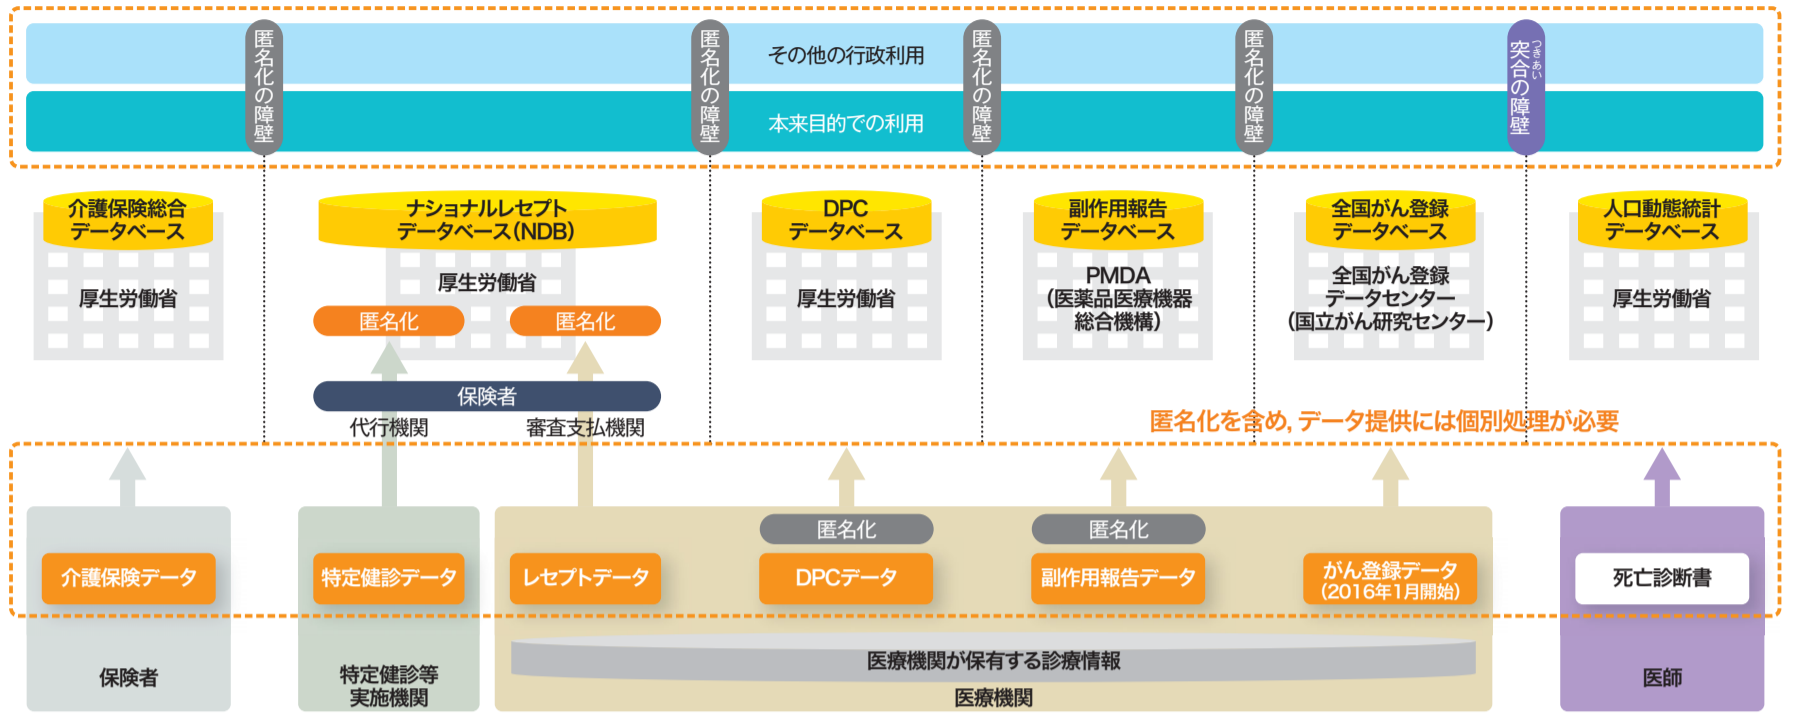 その他の行政利用
本来目的での利用
匿名化の障壁
匿名化の障壁
匿名化の障壁
匿名化の障壁
つきあい
突合の障壁
介護保険総合
データベース
厚生労働省
ナショナルレセプト
データベース(NDB)
厚生労働省
匿名化
匿名化
保険者
代行機関
審査支払機関
DPC
データベース
厚生労働省
副作用報告
データベース
PMDA
(医薬品医療機器
総合機構)
全国がん登録
データベース
全国がん登録
データセンター
(国立がん研究センター)
人口動態統計
データベース
厚生労働省
匿名化を含め, データ提供には個別処理が必要
介護保険データ
保険者
特定健診データ
特定健診等
実施機関
レセプトデータ
匿名化
DPCデータ
匿名化
副作用報告データ
がん登録データ
(2016年1月開始)
医療機関が保有する診療情報
医療機関
死亡診断書
医師